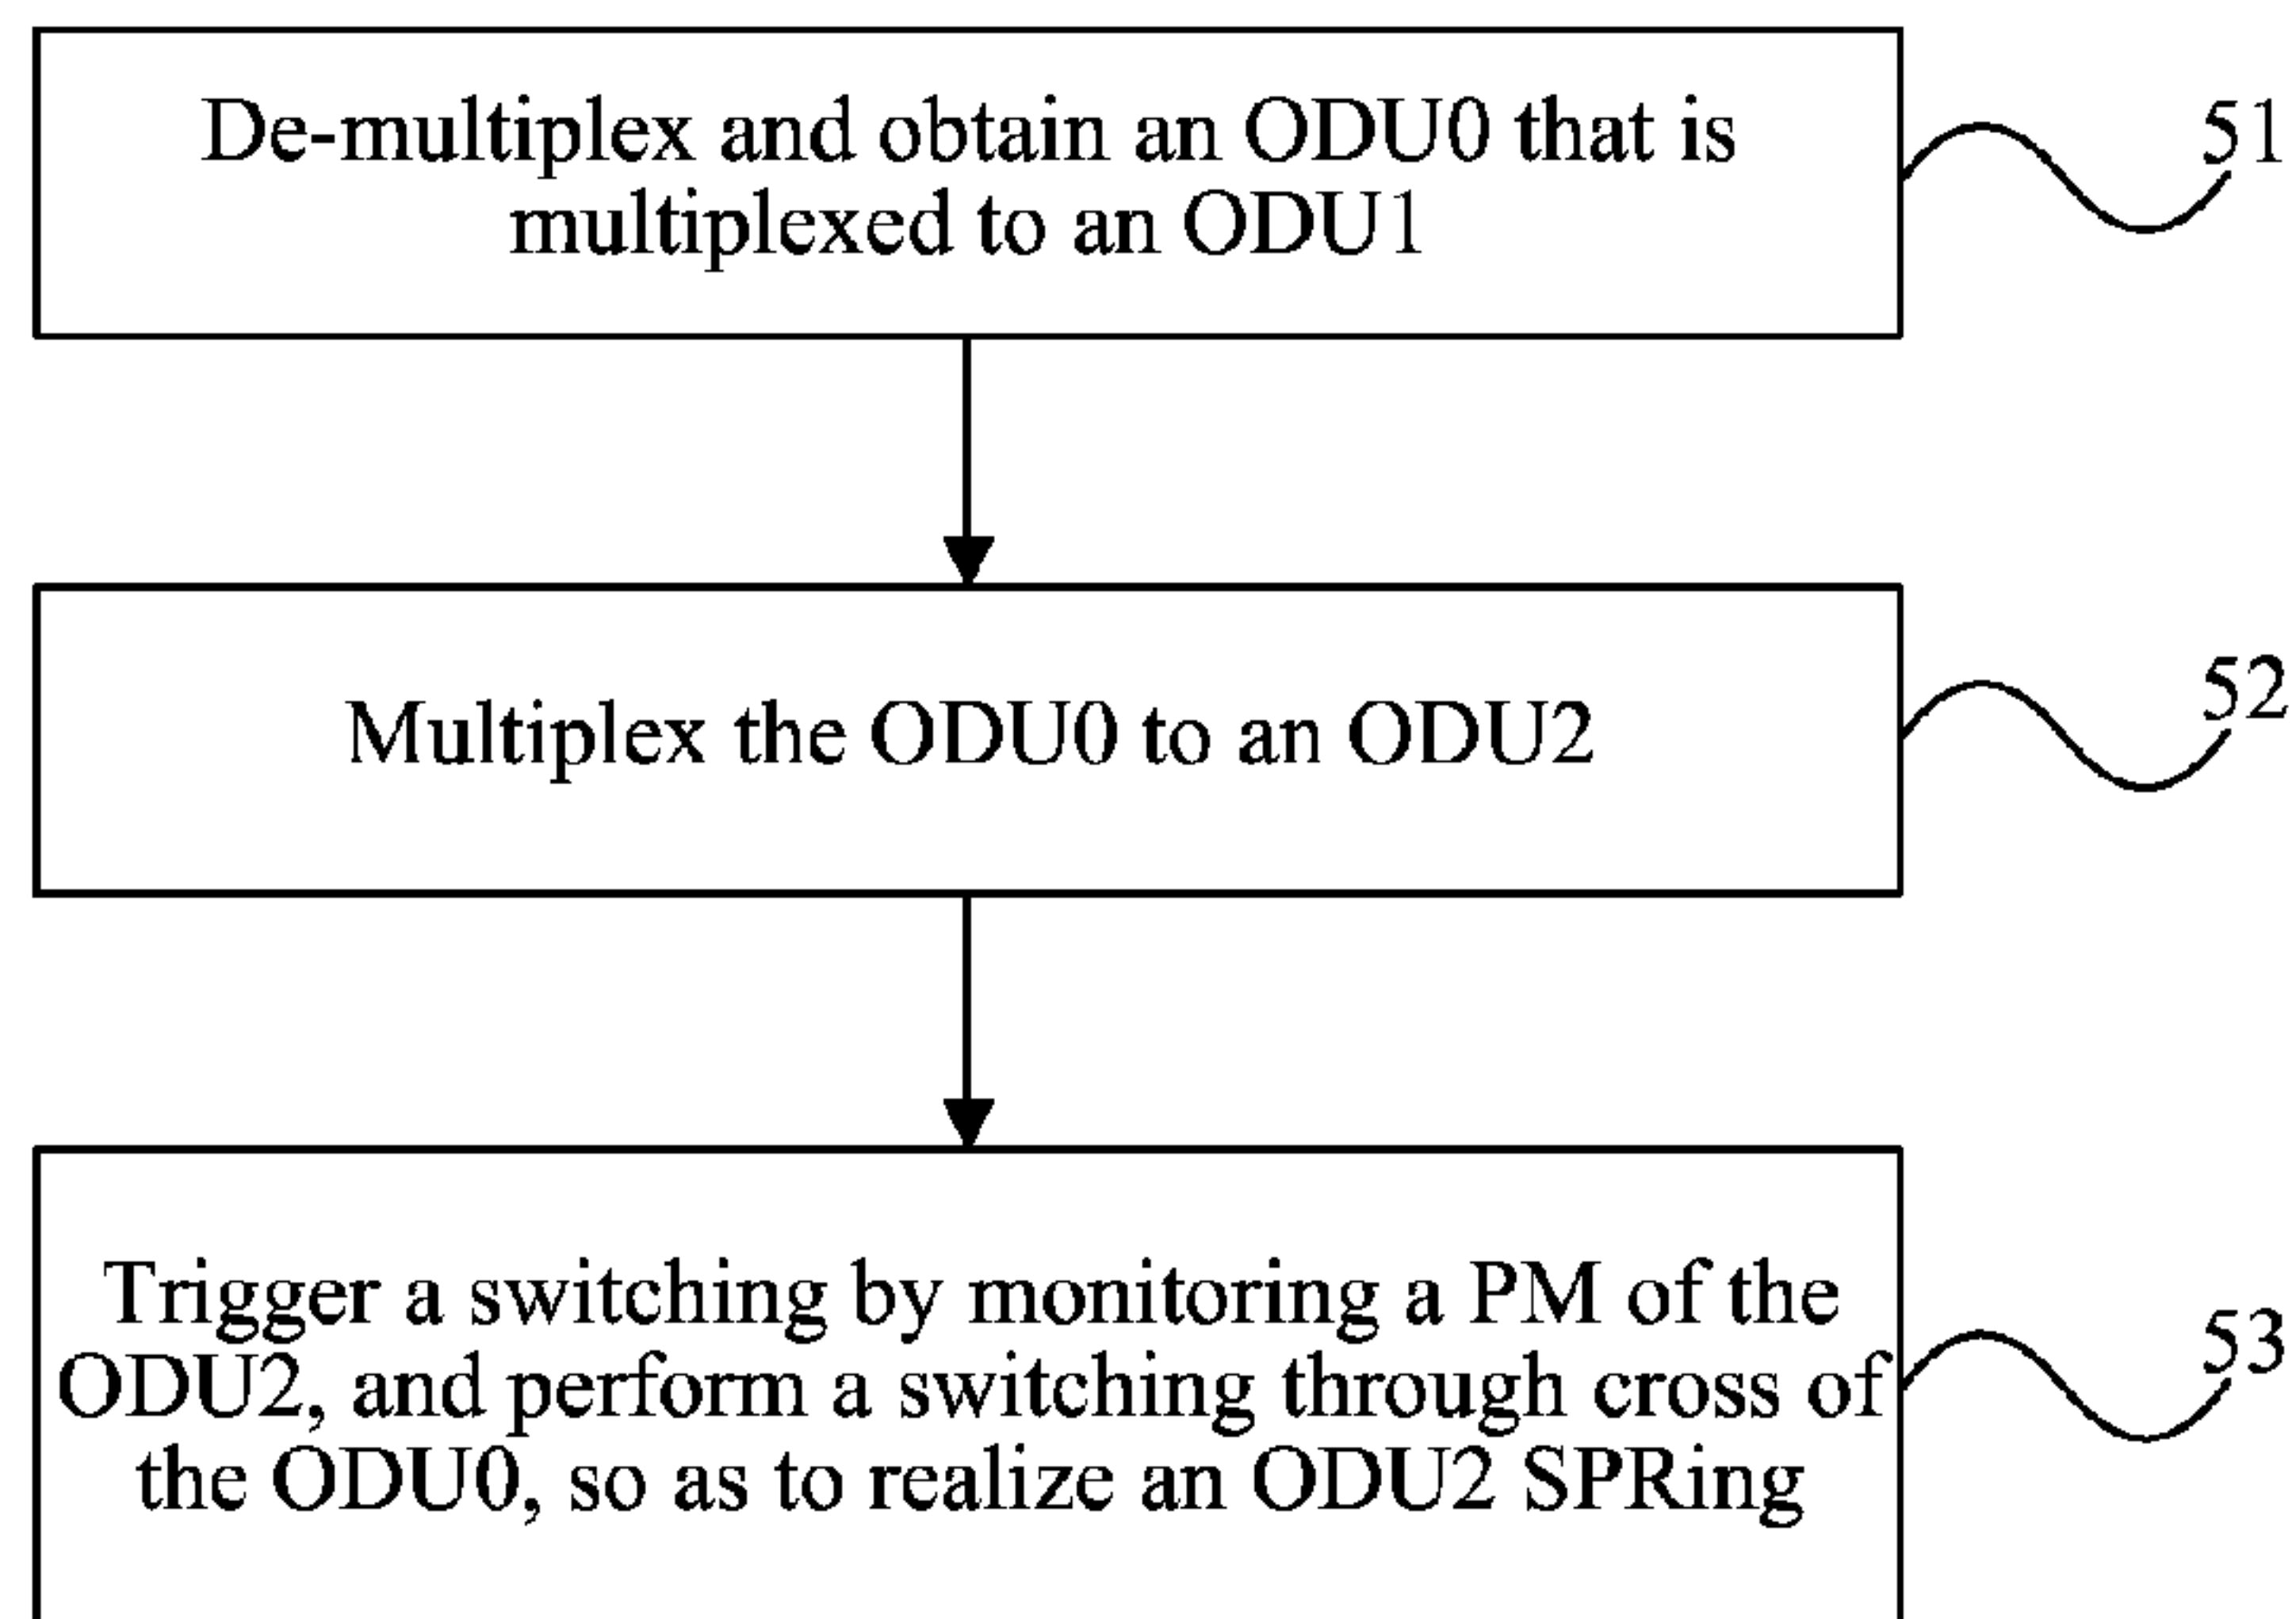 De-multiplex and obtain an ODU0 that is
multiplexed to an ODU1
51
Multiplex the ODU0 to an ODU2
52
Trigger a switching by monitoring a PM of the
ODU2, and perform a switching through cross of
the ODU0, so as to realize an ODU2 SPRing
53